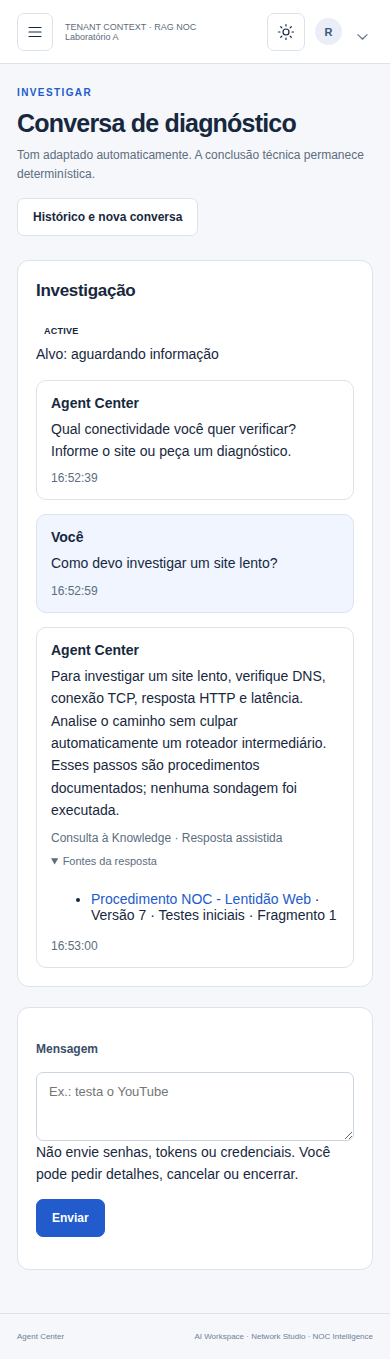 TENANT CONTEXT · RAG NOC
Laboratório A
R
INVESTIGAR
Conversa de diagnóstico
Tom adaptado automaticamente. A conclusão técnica permanece
determinística.
Histórico e nova conversa
Investigação
ACTIVE
Alvo: aguardando informação
Agent Center
Qual conectividade você quer verificar?
Informe o site ou peça um diagnóstico.
16:52:39
Você
Como devo investigar um site lento?
16:52:59
Agent Center
Para investigar um site lento, verifique DNS,
conexão TCP, resposta HTTP e latência.
Analise o caminho sem culpar
automaticamente um roteador intermediário.
Esses passos são procedimentos
documentados; nenhuma sondagem foi
executada.
Consulta à Knowledge · Resposta assistida
▼ Fontes da resposta
• Procedimento NOC - Lentidão Web ·
Versão 7 · Testes iniciais · Fragmento 1
16:53:00
Mensagem
Ex.: testa o YouTube
Não envie senhas, tokens ou credenciais. Você
pode pedir detalhes, cancelar ou encerrar.
Enviar
Agent Center
AI Workspace · Network Studio · NOC Intelligence